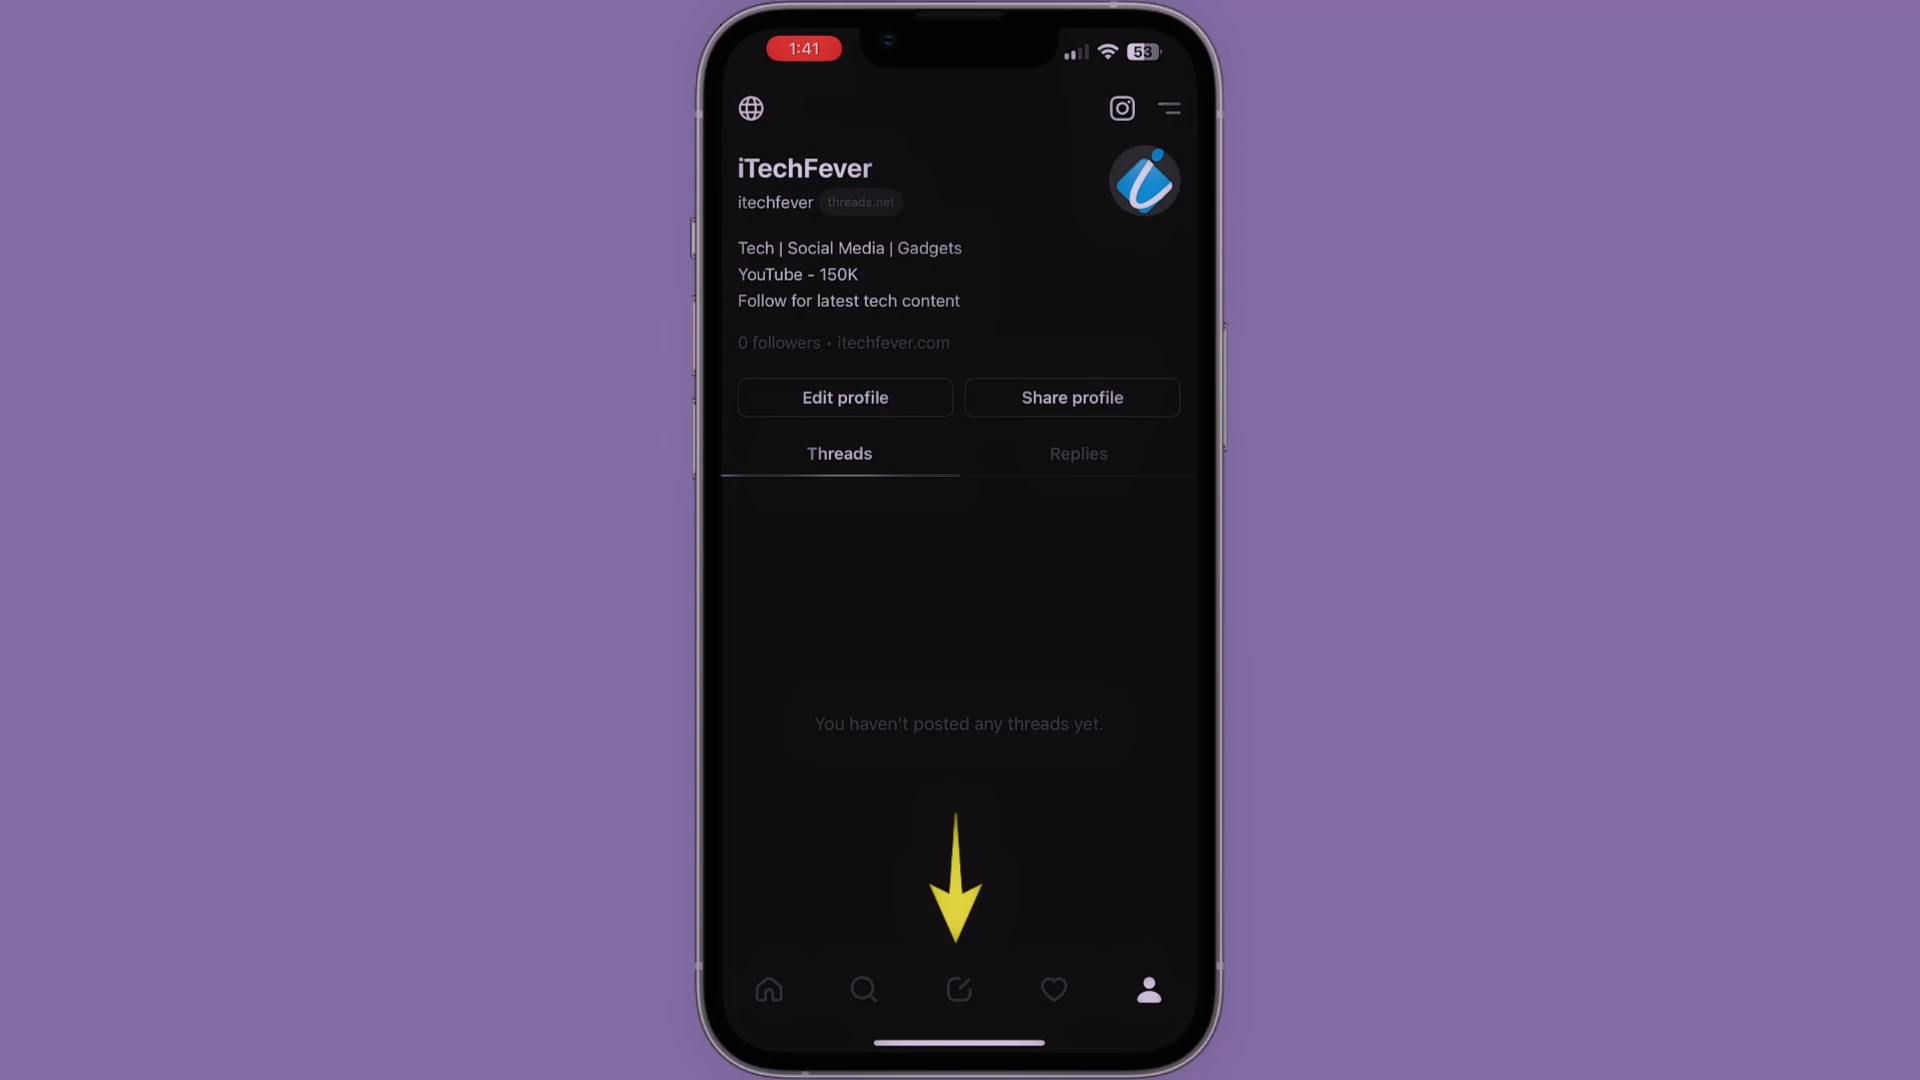 1:41
53
iTechFever
itechfever threads.net
Tech | Social Media | Gadgets
YouTube - 150K
Follow for latest tech content
0 followers • itechfever.com
Edit profile
Share profile
Threads
Replies
You haven't posted any threads yet.